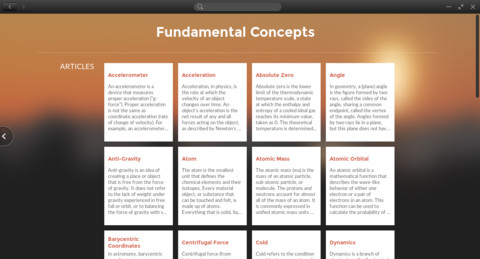 Fundamental Concepts
ARTICLES
Accelerometer
An accelerometer is a
device that measures
proper acceleration ("g-
force"). Proper acceleration
is not the same as
coordinate acceleration (rate
of change of velocity). For
example, an accelerometer...
Acceleration
Acceleration, in physics, is
the rate at which the
velocity of an object
changes over time. An
object's acceleration is the
net result of any and all
forces acting on the object,
as described by Newton's ...
Absolute Zero
Absolute zero is the lower
limit of the thermodynamic
temperature scale, a state
at which the enthalpy and
entropy of a cooled ideal gas
reaches its minimum value,
taken as 0. The theoretical
temperature is determined...
Angle
In geometry, a (plane) angle
is the figure formed by two
rays, called the sides of the
angle, sharing a common
endpoint, called the vertex
of the angle. Angles formed
by two rays lie in a plane,
but this plane does not hav...
Anti-Gravity
Anti-gravity is an idea of
creating a place or object
that is free from the force
of gravity. It does not refer
to the lack of weight under
gravity experienced in free
fall or orbit, or to balancing
the force of gravity with s...
Atom
The atom is the smallest
unit that defines the
chemical elements and their
isotopes. Every material
object, or substance that
can be touched and felt, is
made up of atoms.
Everything that is solid, liq...
Atomic Mass
The atomic mass (ma) is the
mass of an atomic particle,
sub-atomic particle, or
molecule. The protons and
neutrons account for almost
all of the mass of an atom. It
is commonly expressed in
unified atomic mass units ...
Atomic Orbital
An atomic orbital is a
mathematical function that
describes the wave-like
behavior of either one
electron or a pair of
electrons in an atom. This
function can be used to
calculate the probability of ...
Barycentric
Coordinates
In astronomy, barycentric
Centrifugal Force
Centrifugal force (from
Cold
Cold refers to the condition
Dynamics
Dynamics is a branch of